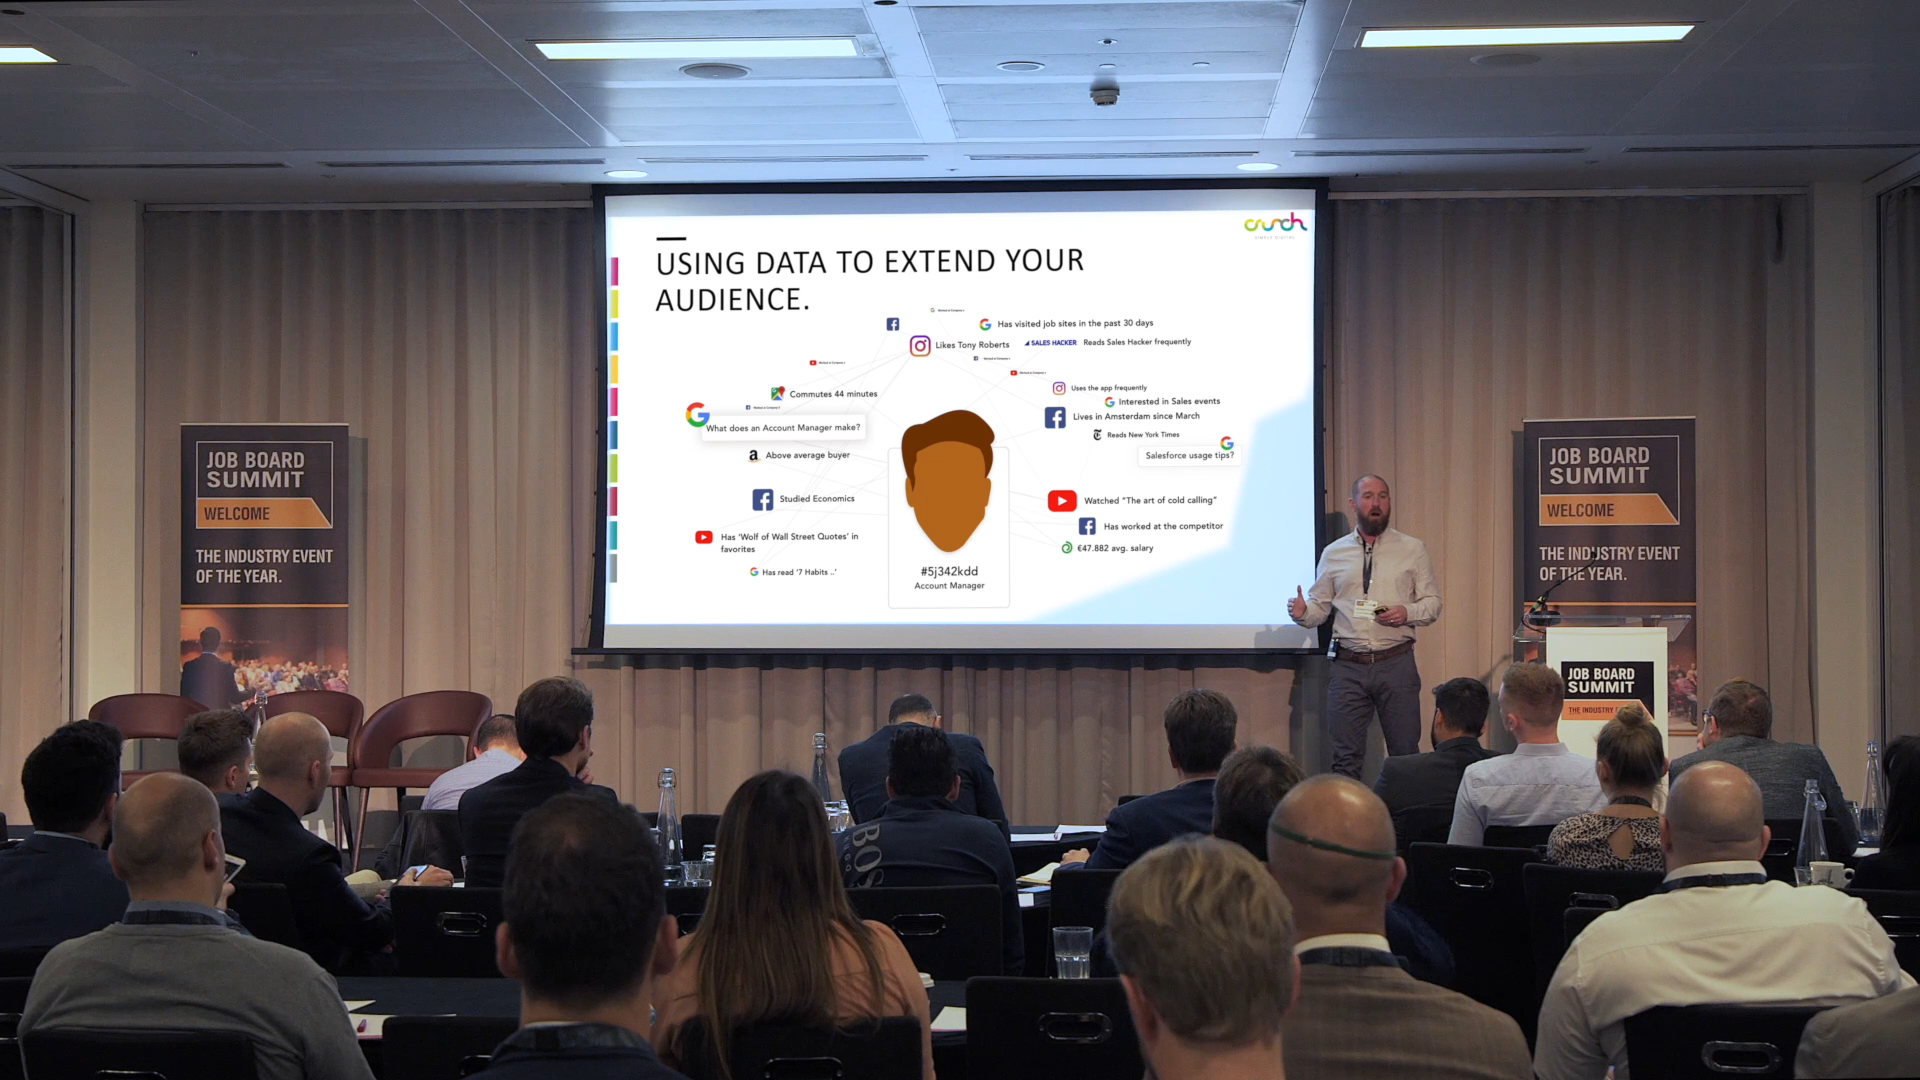 crunch
USING DATA TO EXTEND YOUR
AUDIENCE.
Has visited job sites in the past 30 days
Likes Tony Roberts
SALES HACKER Reads Sales Hacker frequently
Commutes 44 minutes
Uses the app frequently
Interested in Sales events
Lives in Amsterdam since March
What does an Account Manager make?
Reads New York Times
Above average buyer
Salesforce usage tips?
Studied Economics
Watched "The art of cold calling"
Has worked at the competitor
Has 'Wolf of Wall Street Quotes' in
favorites
€47.882 avg. salary
Has read '7 Habits ..'
#5j342kdd
Account Manager
JOB BOARD
SUMMIT
WELCOME
THE INDUSTRY EVENT
OF THE YEAR.
JOB BOARD
SUMMIT
WELCOME
THE INDUSTRY EVENT
OF THE YEAR.
JOB BOARD
SUMMIT
THE INDUSTRY
BOSS